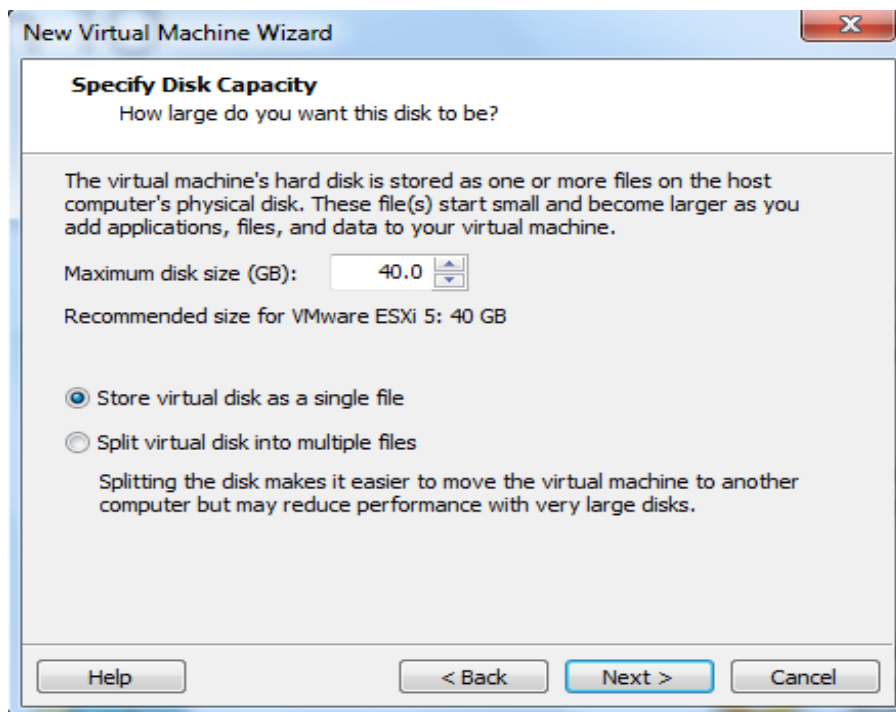 New Virtual Machine Wizard
Specify Disk Capacity
How large do you want this disk to be?
The virtual machine's hard disk is stored as one or more files on the host
computer's physical disk. These file(s) start small and become larger as you
add applications, files, and data to your virtual machine.
Maximum disk size (GB): 40.0
Recommended size for VMware ESXi 5: 40 GB
Store virtual disk as a single file
Split virtual disk into multiple files
Splitting the disk makes it easier to move the virtual machine to another
computer but may reduce performance with very large disks.
Help < Back Next > Cancel